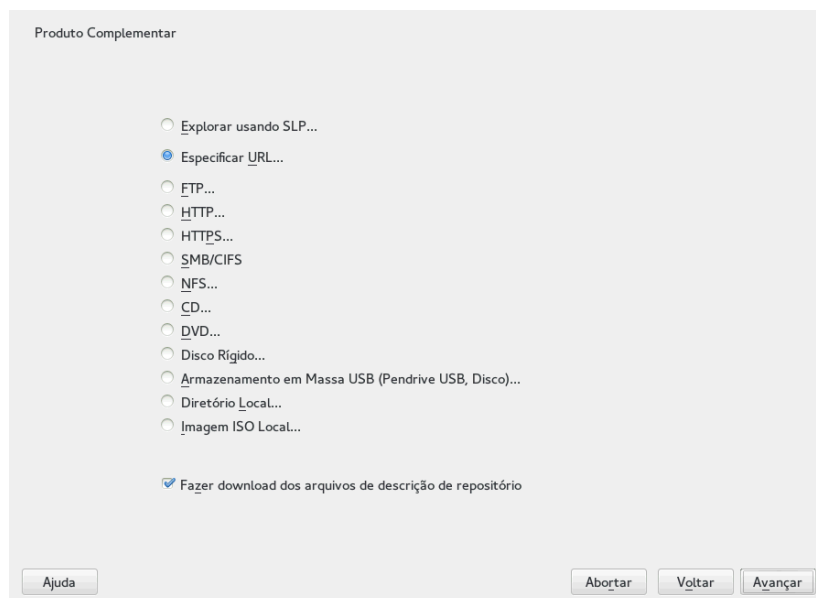 Produto Complementar
Explorar usando SLP...
Especificar URL...
FTP...
HTTP...
HTTPS...
SMB/CIFS
NFS...
CD...
DVD...
Disco Rígido...
Armazenamento em Massa USB (Pendrive USB, Disco)...
Diretório Local...
Imagem ISO Local...
Fazer download dos arquivos de descrição de repositório
Ajuda Abortar Voltar Avançar